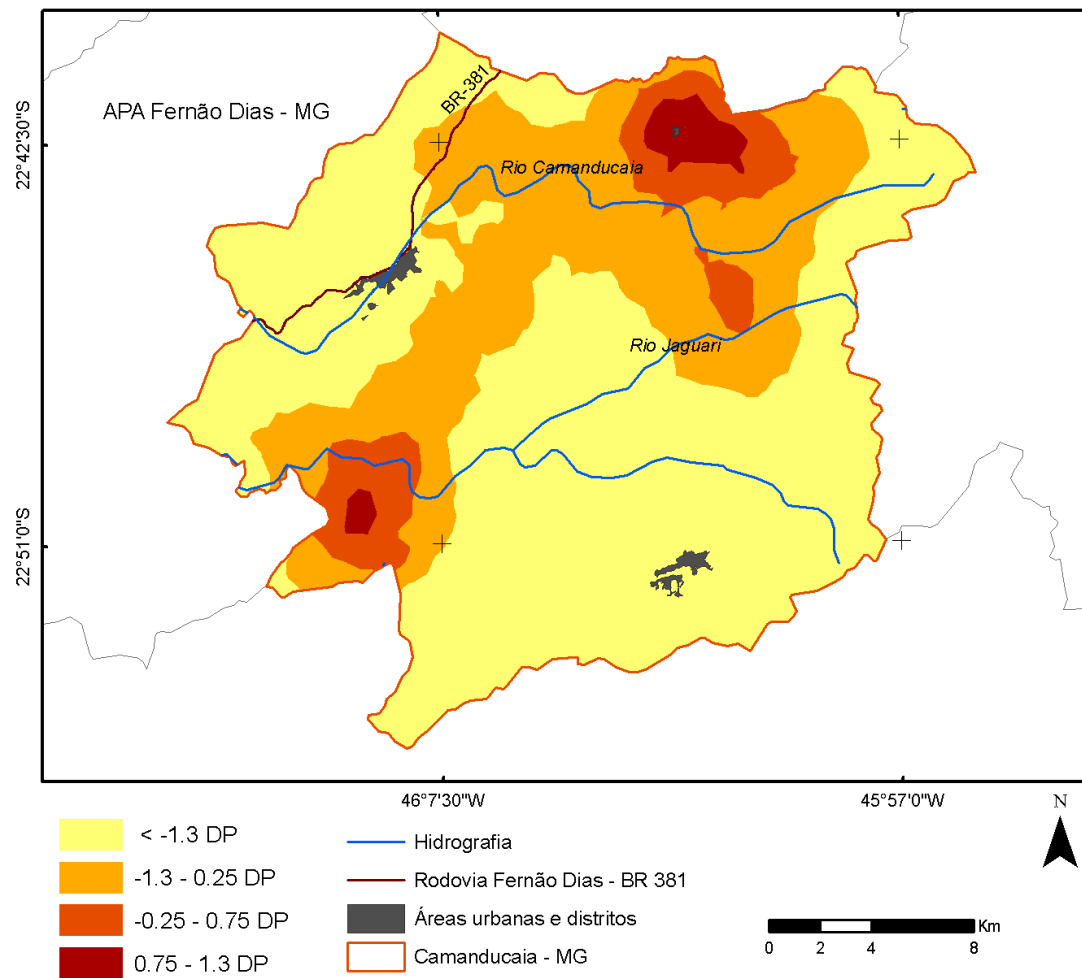 APA Fernão Dias - MG
BR-381
22°42'30"S
Rio Camanducaia
Rio Jaguari
22°51'0"S
46°7'30"W
45°57'0"W
N
< -1.3 DP
-1.3 - 0.25 DP
-0.25 - 0.75 DP
0.75 - 1.3 DP
Hidrografia
Rodovia Fernão Dias - BR 381
Áreas urbanas e distritos
Camanducaia - MG
Km
0 2 4 8